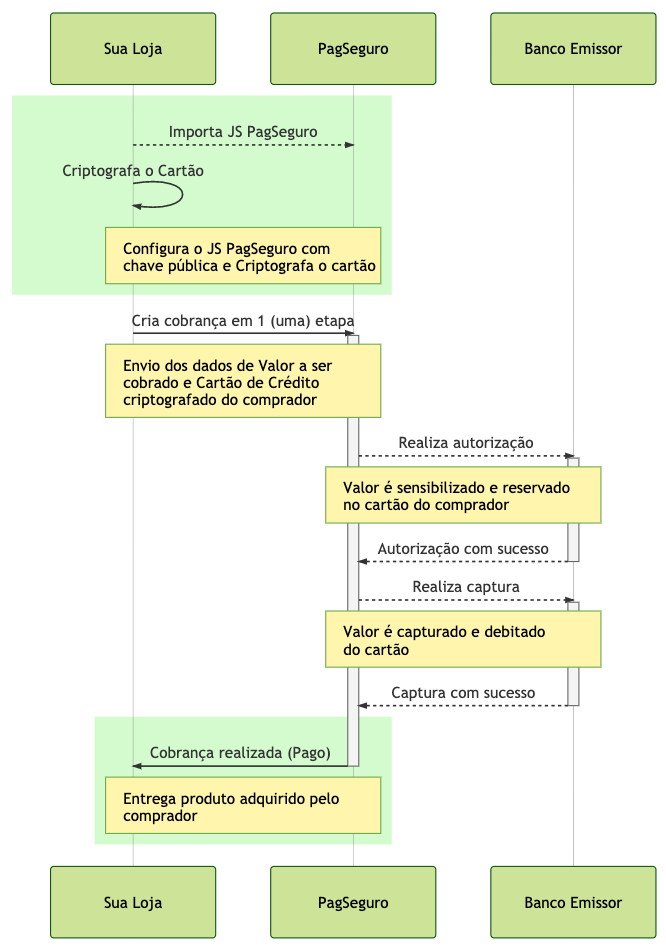 Sua Loja
PagSeguro
Banco Emissor
Importa JS PagSeguro
Criptografa o Cartão
Configura o JS PagSeguro com
chave pública e Criptografa o cartão
Cria cobrança em 1 (uma) etapa
Envio dos dados de Valor a ser
cobrado e Cartão de Crédito
criptografado do comprador
Realiza autorização
Valor é sensibilizado e reservado
no cartão do comprador
Autorização com sucesso
Realiza captura
Valor é capturado e debitado
do cartão
Captura com sucesso
Cobrança realizada (Pago)
Entrega produto adquirido pelo
comprador
Sua Loja
PagSeguro
Banco Emissor